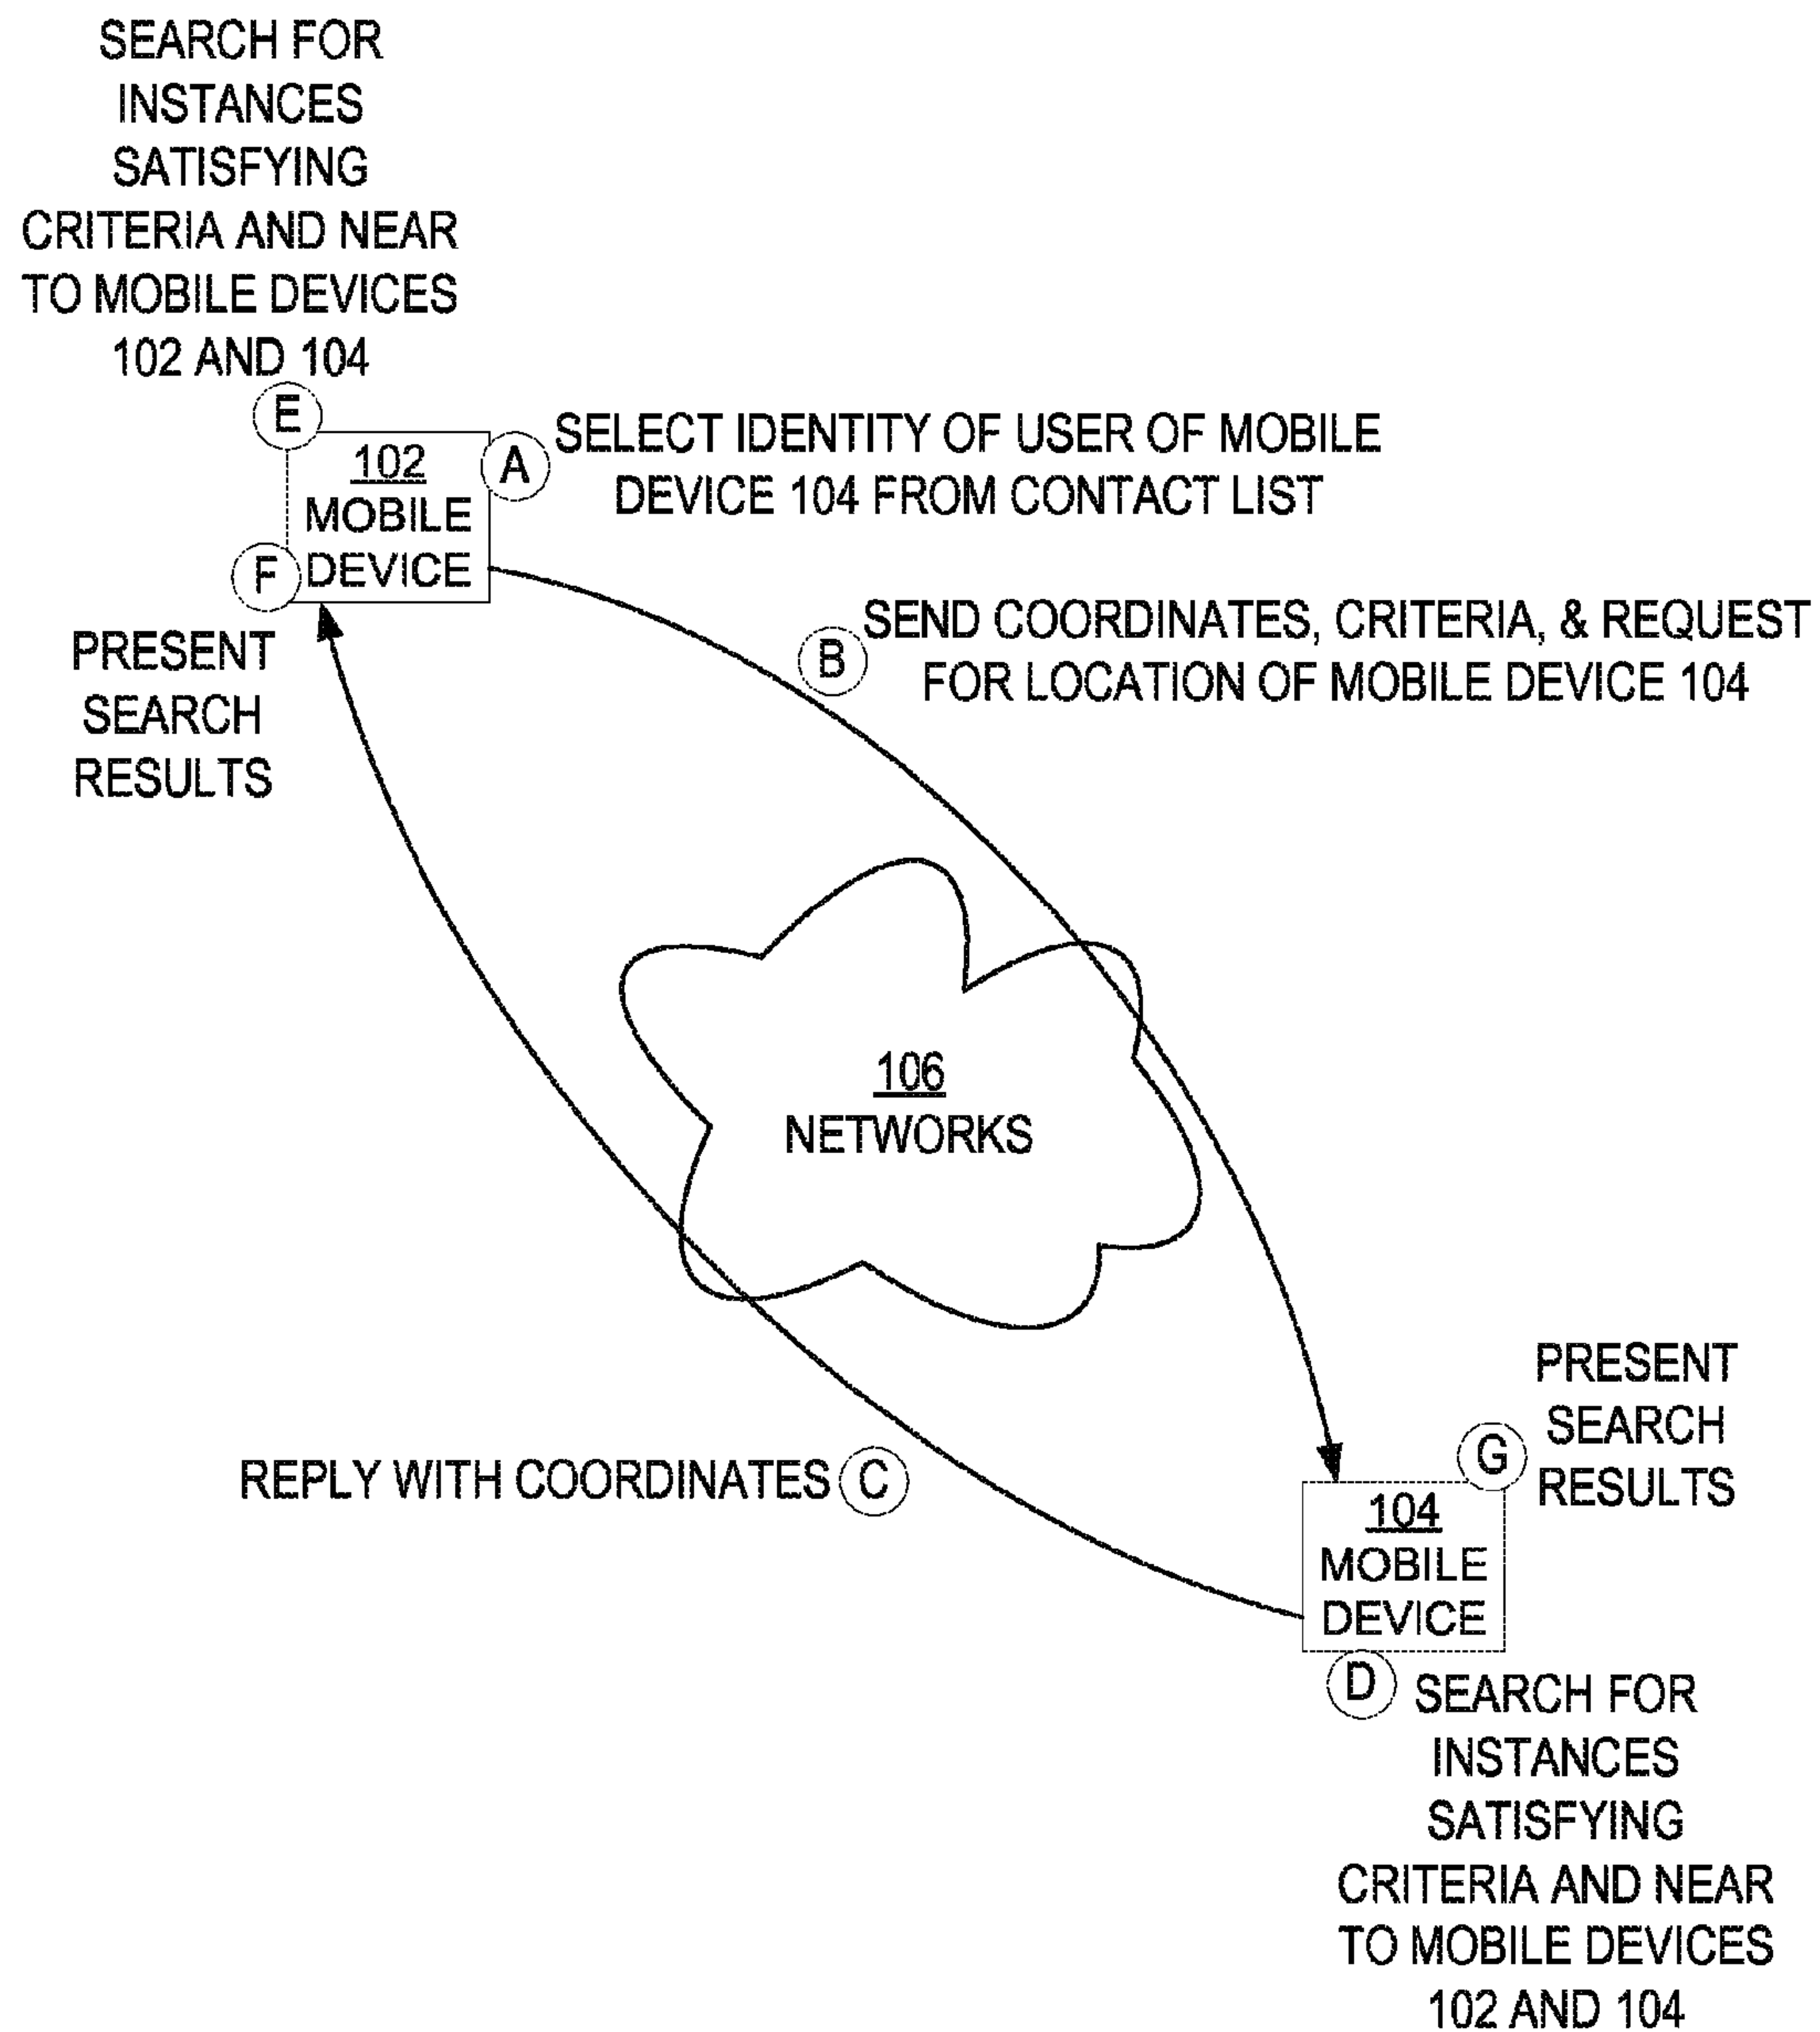 SEARCH FOR
INSTANCES
SATISFYING
CRITERIA AND NEAR
TO MOBILE DEVICES
102 AND 104
E
102
MOBILE
DEVICE
A
SELECT IDENTITY OF USER OF MOBILE
DEVICE 104 FROM CONTACT LIST
F
PRESENT
SEARCH
RESULTS
B
SEND COORDINATES, CRITERIA, & REQUEST
FOR LOCATION OF MOBILE DEVICE 104
106
NETWORKS
REPLY WITH COORDINATES C
PRESENT
SEARCH
RESULTS
G
104
MOBILE
DEVICE
D
SEARCH FOR
INSTANCES
SATISFYING
CRITERIA AND NEAR
TO MOBILE DEVICES
102 AND 104